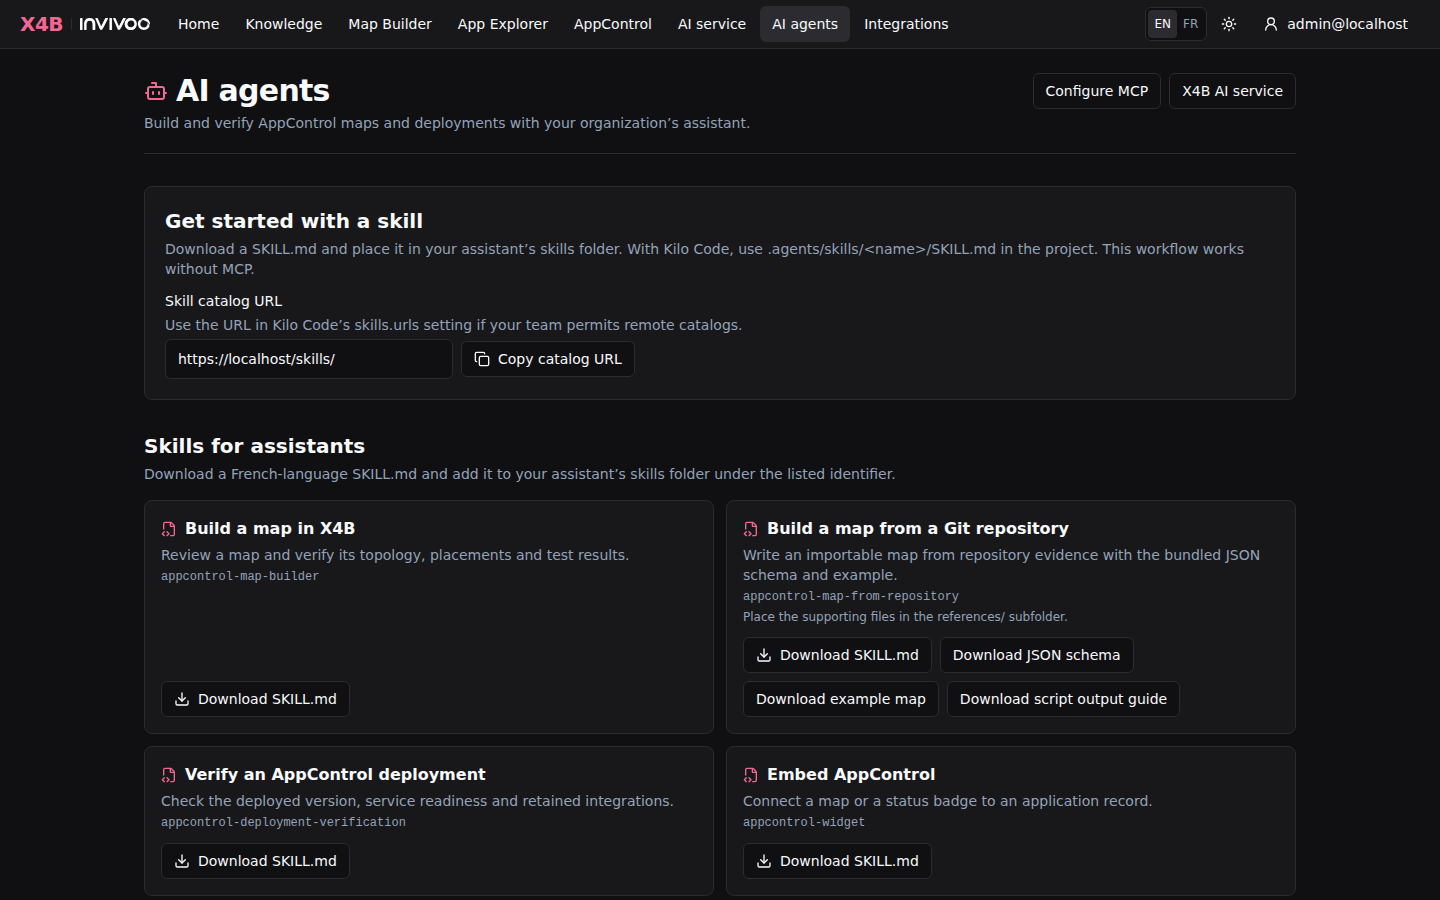 X4B INVIVOO Home Knowledge Map Builder App Explorer AppControl AI service AI agents Integrations EN FR admin@localhost
AI agents
Configure MCP X4B AI service
Build and verify AppControl maps and deployments with your organization’s assistant.
Get started with a skill
Download a SKILL.md and place it in your assistant’s skills folder. With Kilo Code, use .agents/skills/<name>/SKILL.md in the project. This workflow works
without MCP.
Skill catalog URL
Use the URL in Kilo Code’s skills.urls setting if your team permits remote catalogs.
https://localhost/skills/ Copy catalog URL
Skills for assistants
Download a French-language SKILL.md and add it to your assistant’s skills folder under the listed identifier.
Build a map in X4B
Review a map and verify its topology, placements and test results.
appcontrol-map-builder
Download SKILL.md
Build a map from a Git repository
Write an importable map from repository evidence with the bundled JSON
schema and example.
appcontrol-map-from-repository
Place the supporting files in the references/ subfolder.
Download SKILL.md Download JSON schema
Download example map Download script output guide
Verify an AppControl deployment
Check the deployed version, service readiness and retained integrations.
appcontrol-deployment-verification
Download SKILL.md
Embed AppControl
Connect a map or a status badge to an application record.
appcontrol-widget
Download SKILL.md